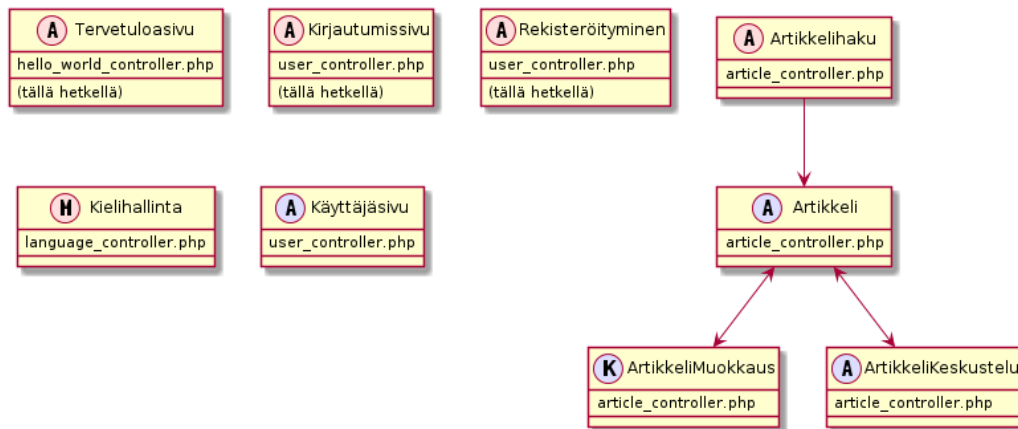 A Tervetuloasivu
hello_world_controller.php
(tällä hetkellä)
A Kirjautumissivu
user_controller.php
(tällä hetkellä)
A Rekisteröityminen
user_controller.php
(tällä hetkellä)
A Artikkelihaku
article_controller.php
H Kielihallinta
language_controller.php
A Käyttäjäsivu
user_controller.php
A Artikkeli
article_controller.php
K ArtikkeliMuokkaus
article_controller.php
A ArtikkeliKeskustelu
article_controller.php